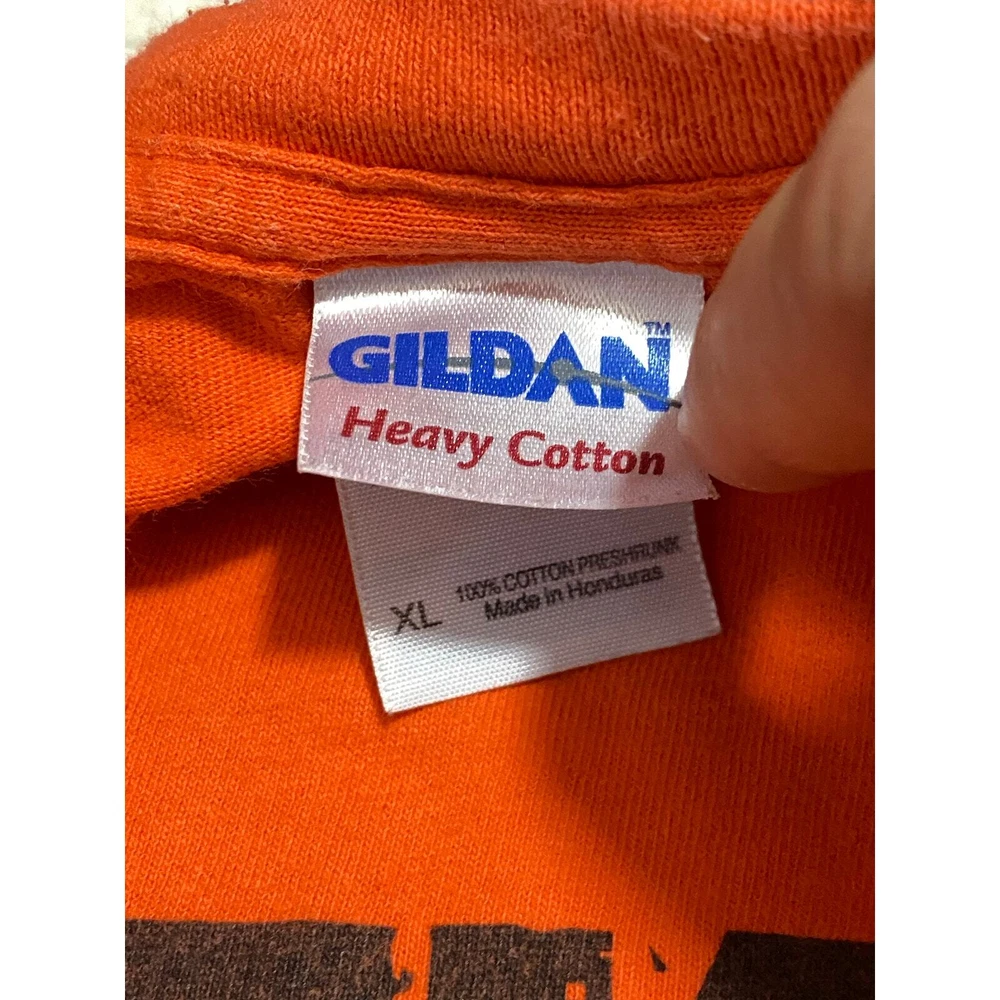 GILDAN™
Heavy Cotton
XL 100% COTTON PRESHRUNK
Made in Honduras